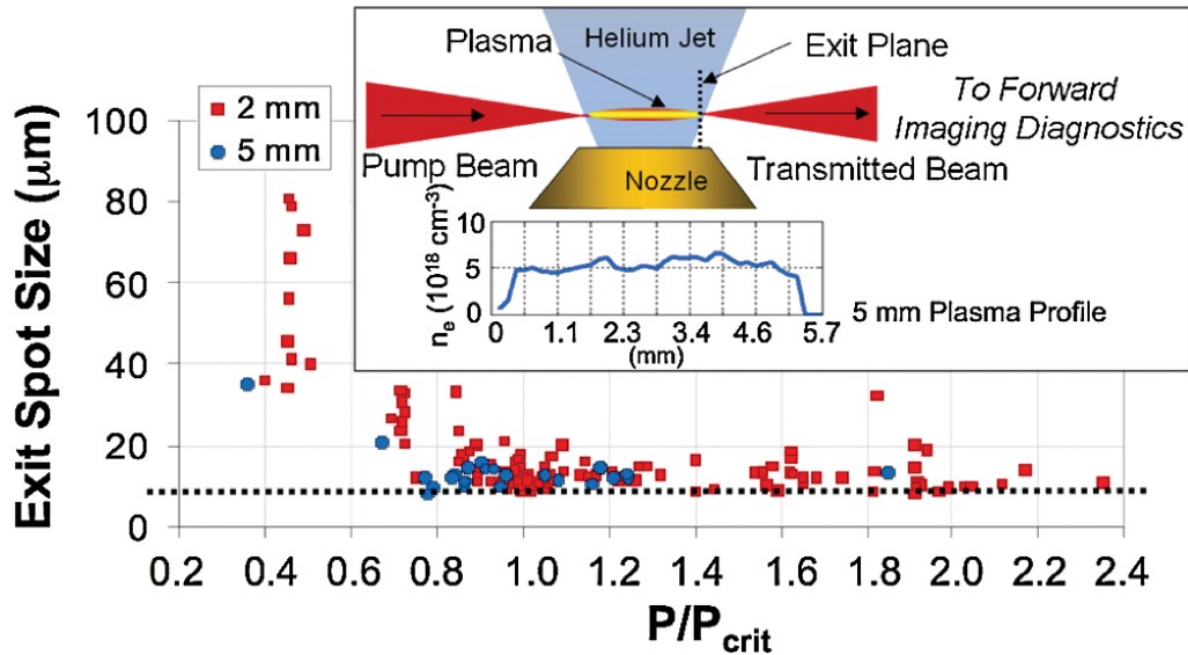 Plasma
Helium Jet
Exit Plane
To Forward
Imaging Diagnostics
Pump Beam
Nozzle
Transmitted Beam
2 mm
5 mm
nₑ (10¹⁸ cm⁻³)
10
5
0
0 1.1 2.3 3.4 4.6 5.7
(mm)
5 mm Plasma Profile
Exit Spot Size (μm)
100
80
60
40
20
0
0.2 0.4 0.6 0.8 1.0 1.2 1.4 1.6 1.8 2.0 2.2 2.4
P/P_crit